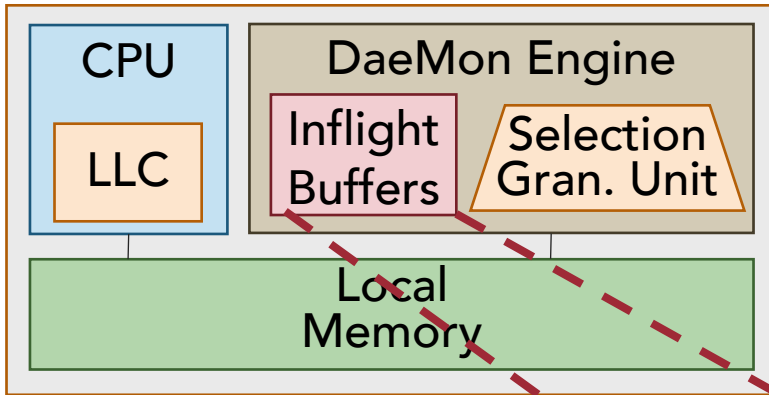 CPU
LLC
DaeMon Engine
Inflight
Buffers
Selection
Gran. Unit
Local
Memory